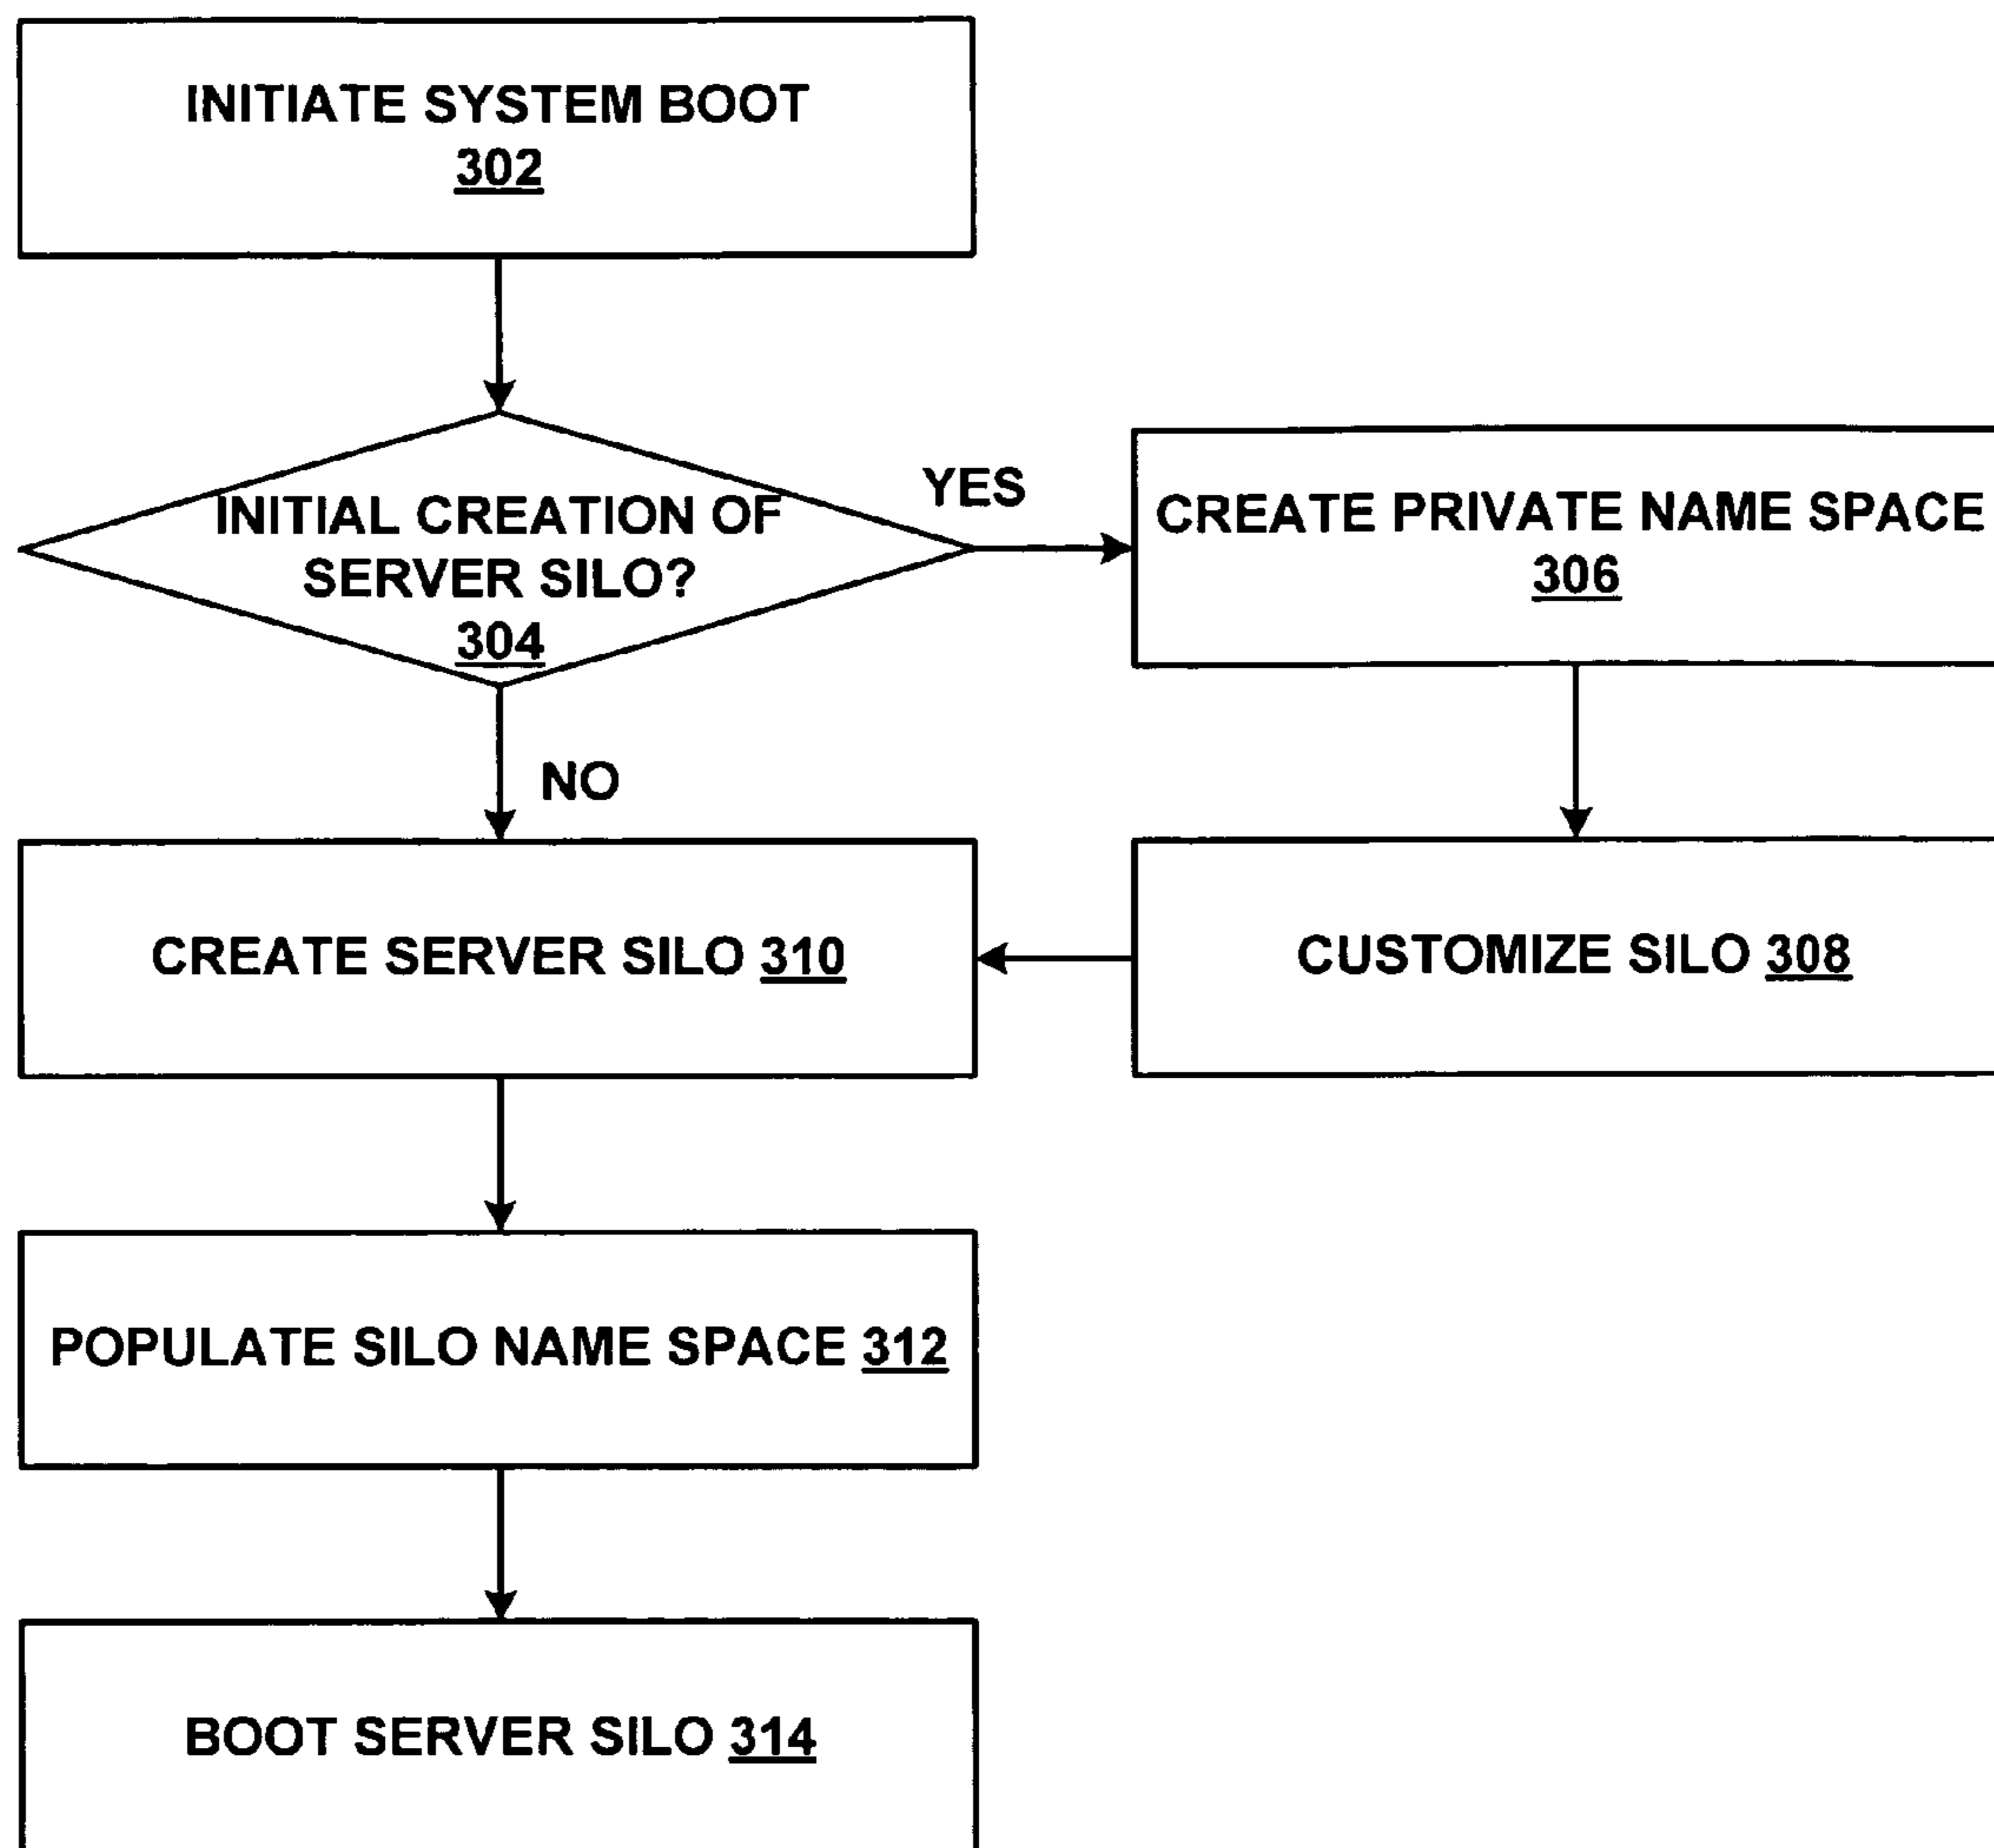 INITIATE SYSTEM BOOT
302
INITIAL CREATION OF
SERVER SILO?
304
YES
CREATE PRIVATE NAME SPACE
306
NO
CREATE SERVER SILO 310
CUSTOMIZE SILO 308
POPULATE SILO NAME SPACE 312
BOOT SERVER SILO 314